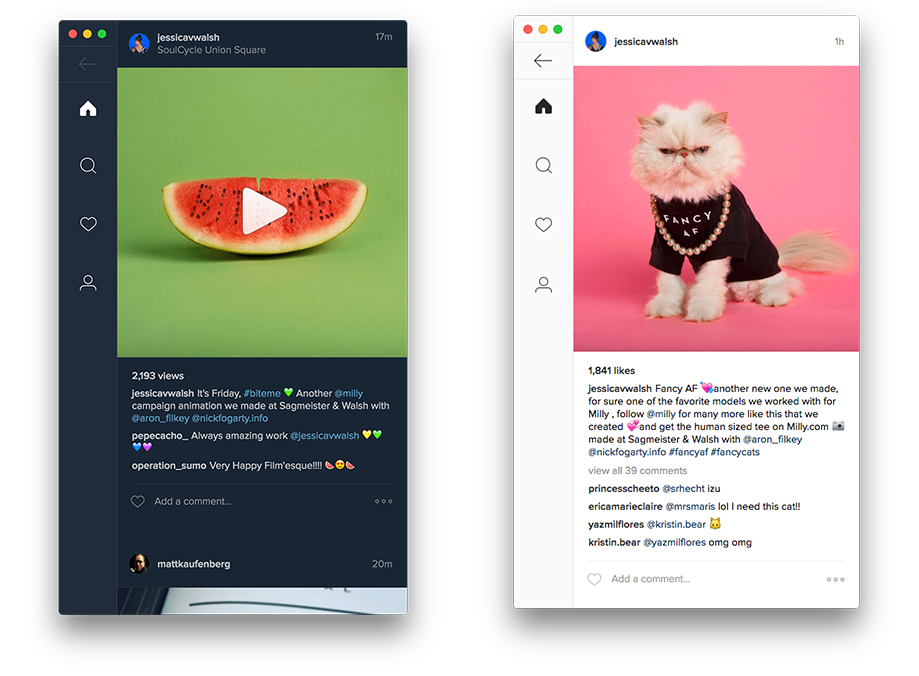 jessicavwalsh
SoulCycle Union Square
17m
2,193 views
jessicavwalsh It's Friday, #biteme 💚 Another @milly
campaign animation we made at Sagmeister & Walsh with
@aron_filkey @nickfogarty.info
pepecacho_ Always amazing work @jessicavwalsh 💛💚
💙💜
operation_sumo Very Happy Film'esque!!!! 🍉😍🍉
Add a comment...
mattkaufenberg
20m
jessicavwalsh
1h
FANCY
AF
1,841 likes
jessicavwalsh Fancy AF 💘another new one we made,
for sure one of the favorite models we worked with for
Milly , follow @milly for many more like this that we
created 💞and get the human sized tee on Milly.com 📷
made at Sagmeister & Walsh with @aron_filkey
@nickfogarty.info #fancyaf #fancycats
view all 39 comments
princesscheeto @srhecht izu
ericamarieclaire @mrsmaris lol I need this cat!!
yazmilflores @kristin.bear 🐱
kristin.bear @yazmilflores omg omg
Add a comment...